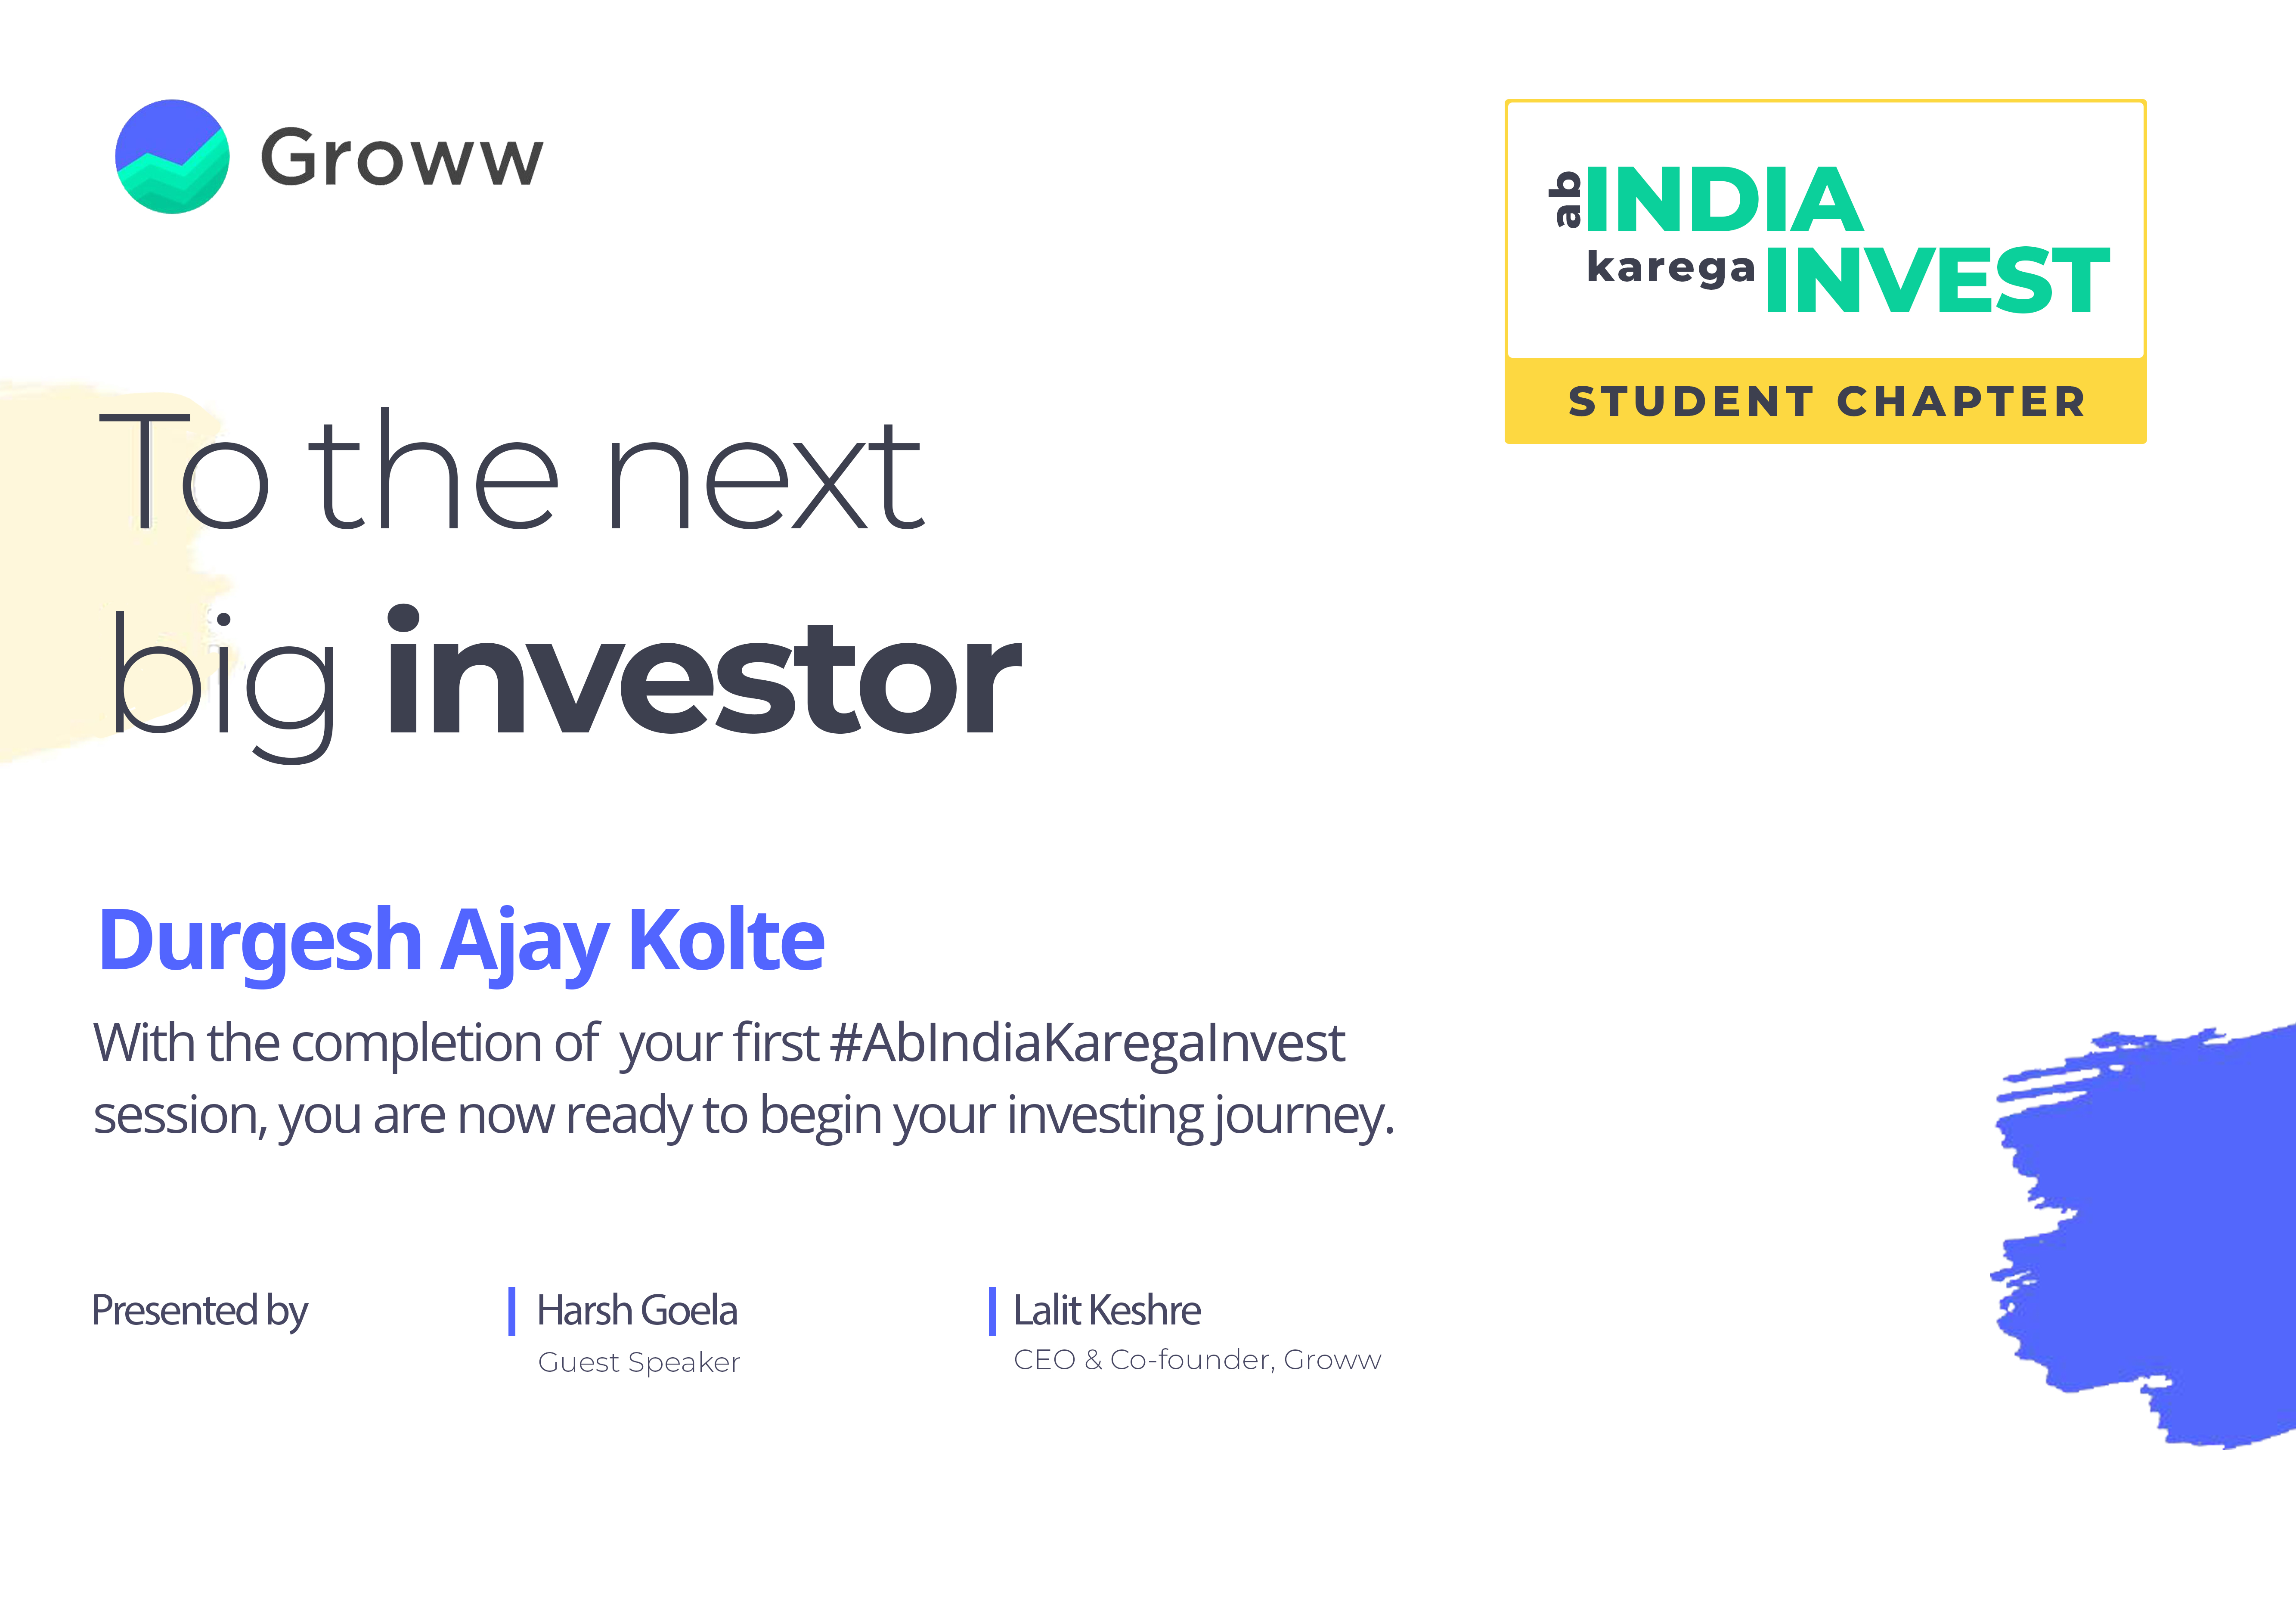 Groww
ab INDIA
karega INVEST
STUDENT CHAPTER
To the next
big investor
Durgesh Ajay Kolte
With the completion of  your first #AbIndiaKaregaInvest
session, you are now ready to begin your investing journey.
Presented by
Harsh Goela
Guest Speaker
Lalit Keshre
CEO & Co-founder, Groww